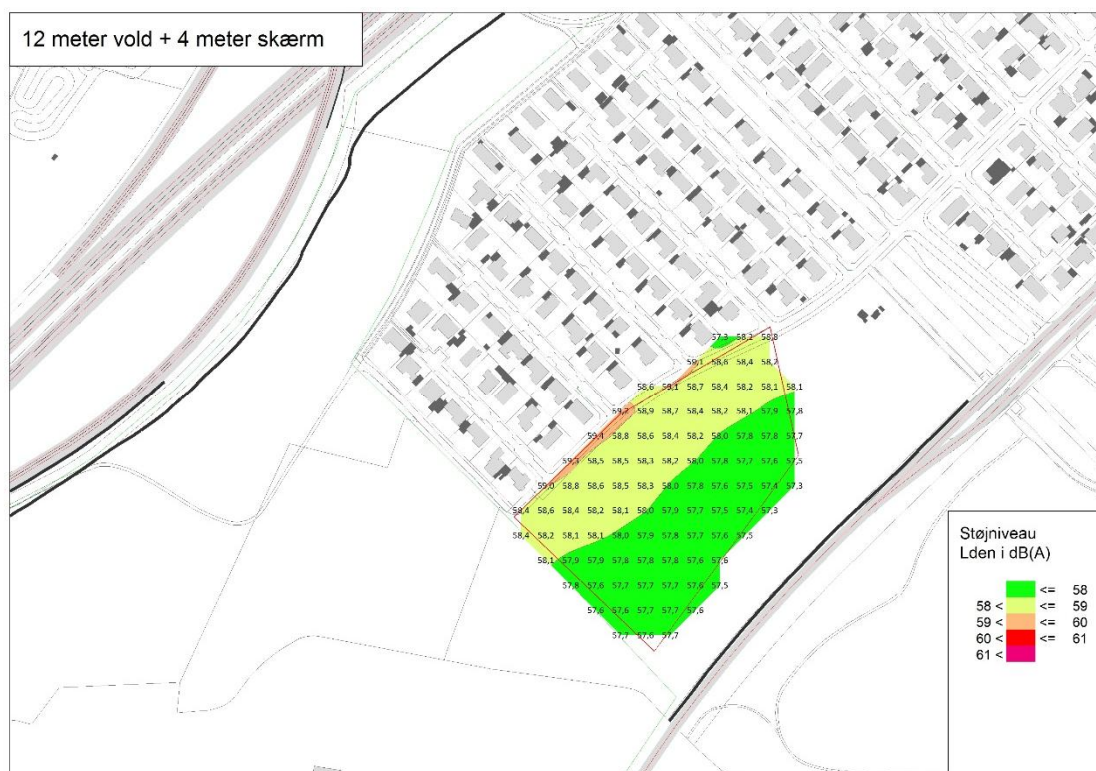 12 meter vold + 4 meter skærm
57,3 58,2 58,8
59,1 58,6 58,4 58,2
58,6 59,1 58,7 58,4 58,2 58,1 58,1
59,2 58,9 58,7 58,4 58,2 58,1 57,9 57,8
59,4 58,8 58,6 58,4 58,2 58,0 57,8 57,8 57,7
59,3 58,5 58,5 58,3 58,2 58,0 57,8 57,7 57,6 57,5
59,0 58,8 58,6 58,5 58,3 58,0 57,8 57,6 57,5 57,4 57,3
58,4 58,6 58,4 58,2 58,1 58,0 57,9 57,7 57,5 57,4 57,3
58,4 58,2 58,1 58,1 58,0 57,9 57,8 57,7 57,6 57,5
58,1 57,9 57,9 57,8 57,8 57,8 57,6 57,6
57,8 57,6 57,7 57,7 57,7 57,6 57,5
57,6 57,6 57,7 57,7 57,6
57,7 57,6 57,7
Støjniveau
Lden i dB(A)
<= 58
58 < <= 59
59 < <= 60
60 < <= 61
61 <